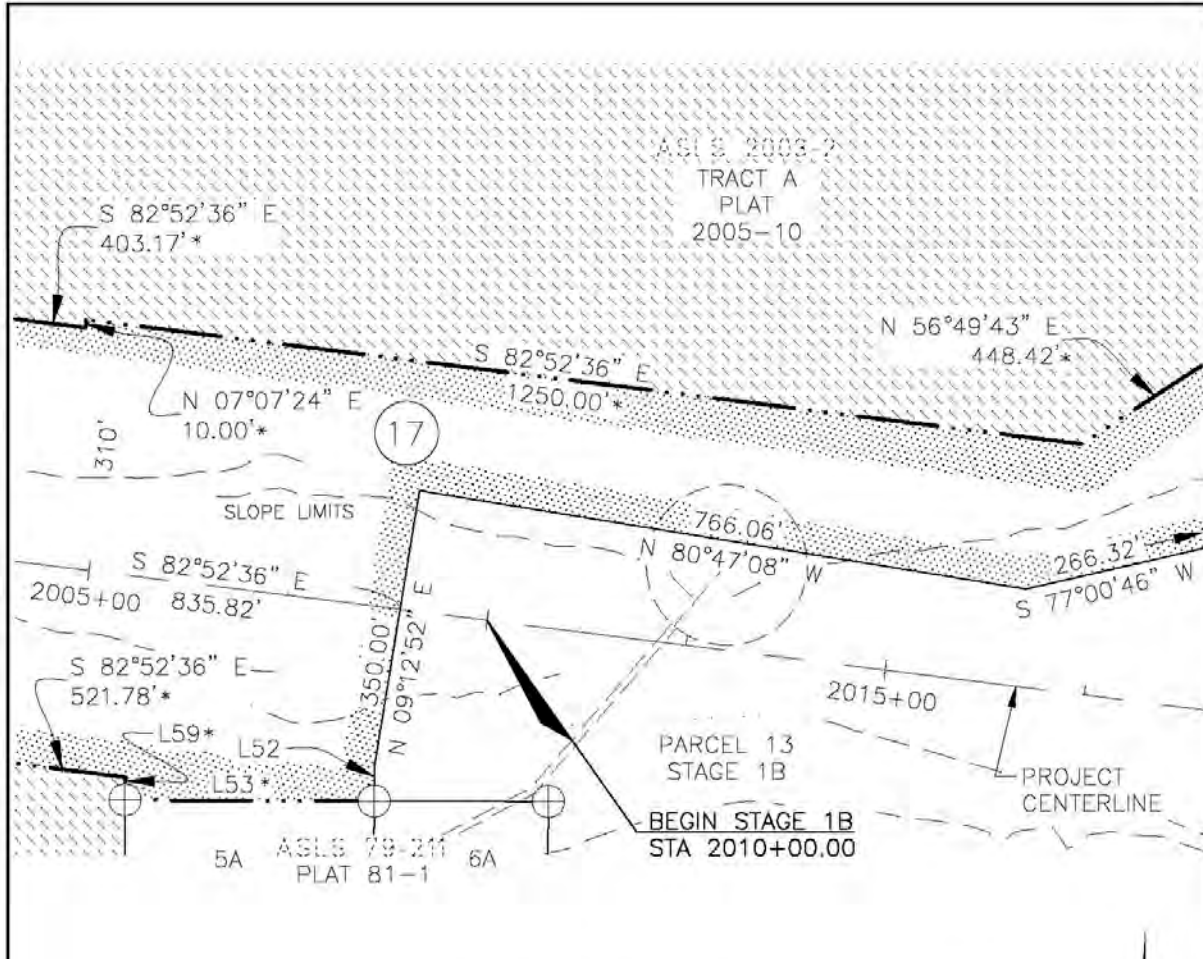 ASLS 2003-?
TRACT A
PLAT
2005-10
S 82°52'36" E
403.17'*
N 56°49'43" E
448.42'*
S 82°52'36" E
1250.00'*
N 07°07'24" E
10.00'*
17
310'
SLOPE LIMITS
766.06'
N 80°47'08" W
266.32'
S 77°00'46" W
S 82°52'36" E
2005+00 835.82'
350.00'
N 09°12'52" E
S 82°52'36" E
521.78'*
L59*
L52
L53*
2015+00
PARCEL 13
STAGE 1B
PROJECT
CENTERLINE
BEGIN STAGE 1B
STA 2010+00.00
5A
ASLS 79-211
PLAT 81-1
6A